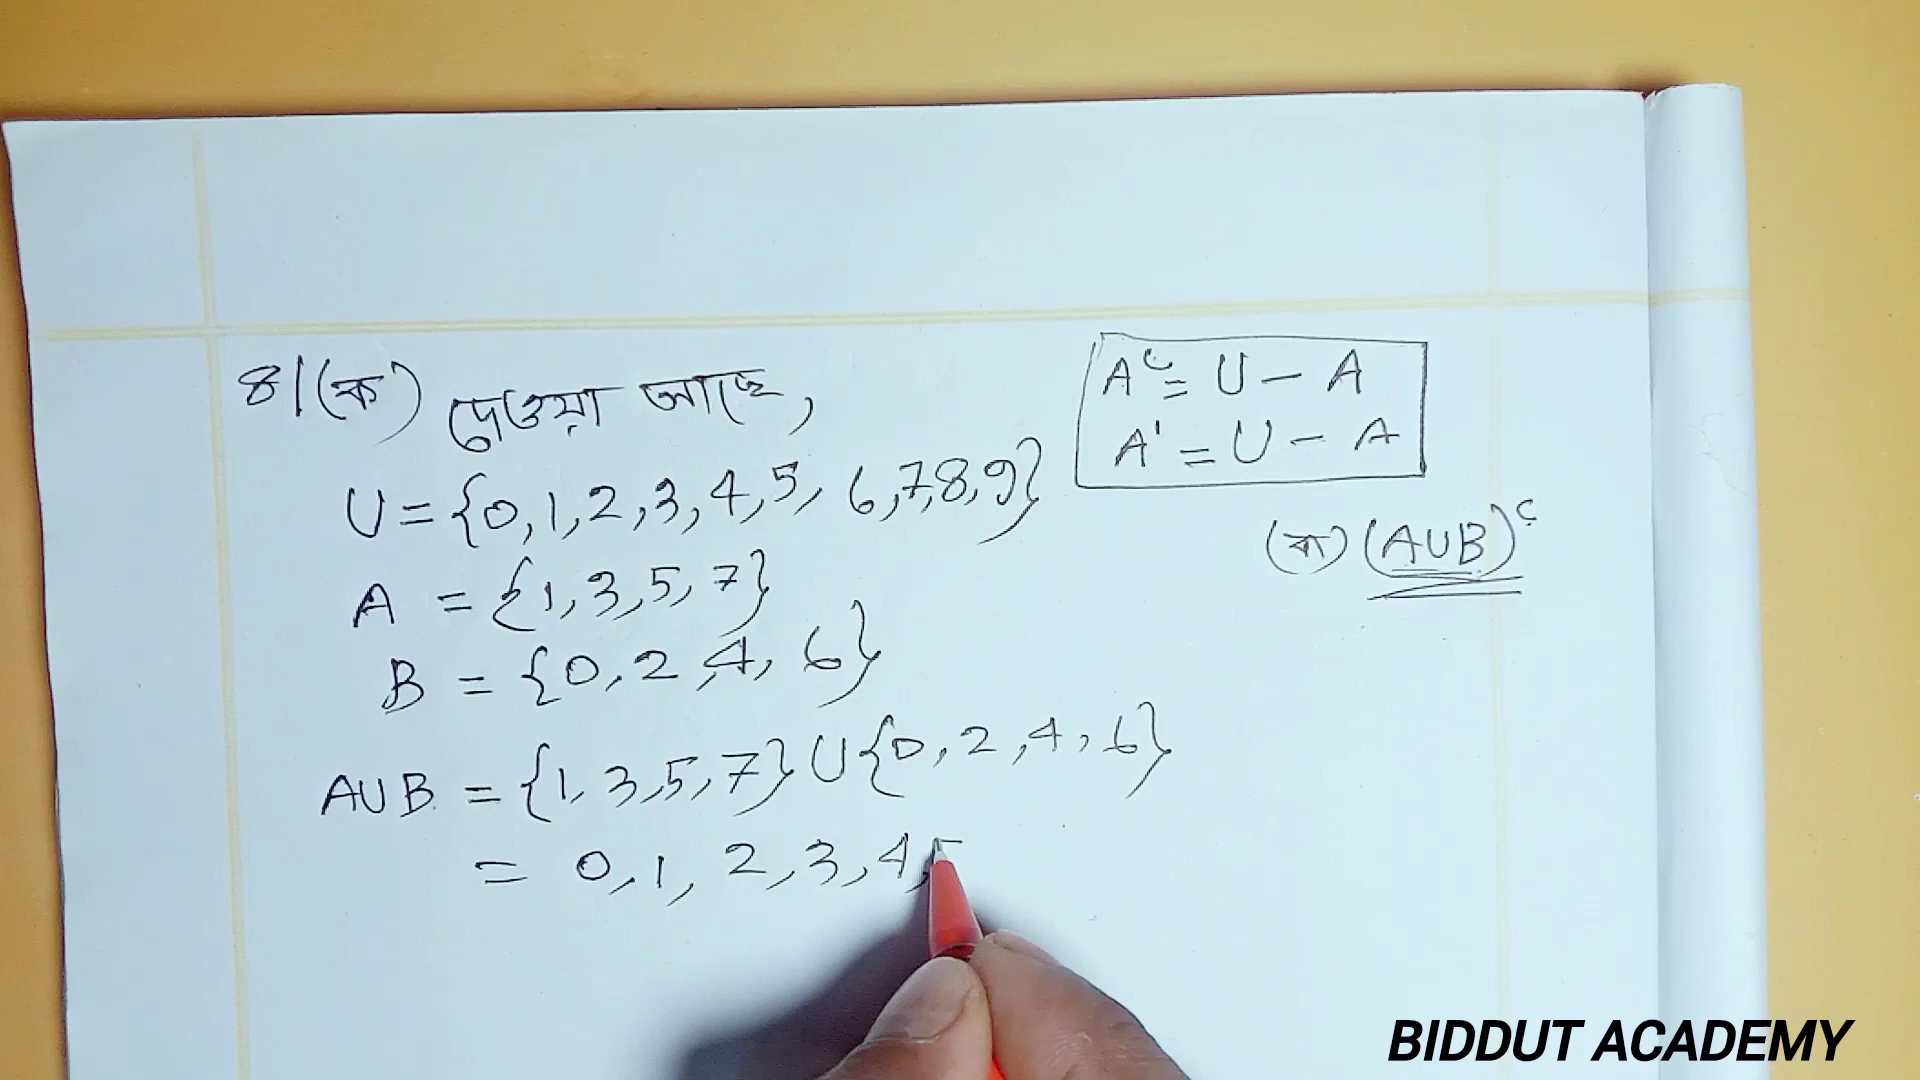 ৪।(ক) দেওয়া আছে,
U = {0,1,2,3,4,5, 6,7,8,9}
A = {1,3,5,7}
B = {0,2,4,6}
AUB = {1,3,5,7} U {0,2,4,6}
= 0,1,2,3,4,5
Aᶜ = U - A
A' = U - A
(ক) (AUB)ᶜ
BIDDUT ACADEMY